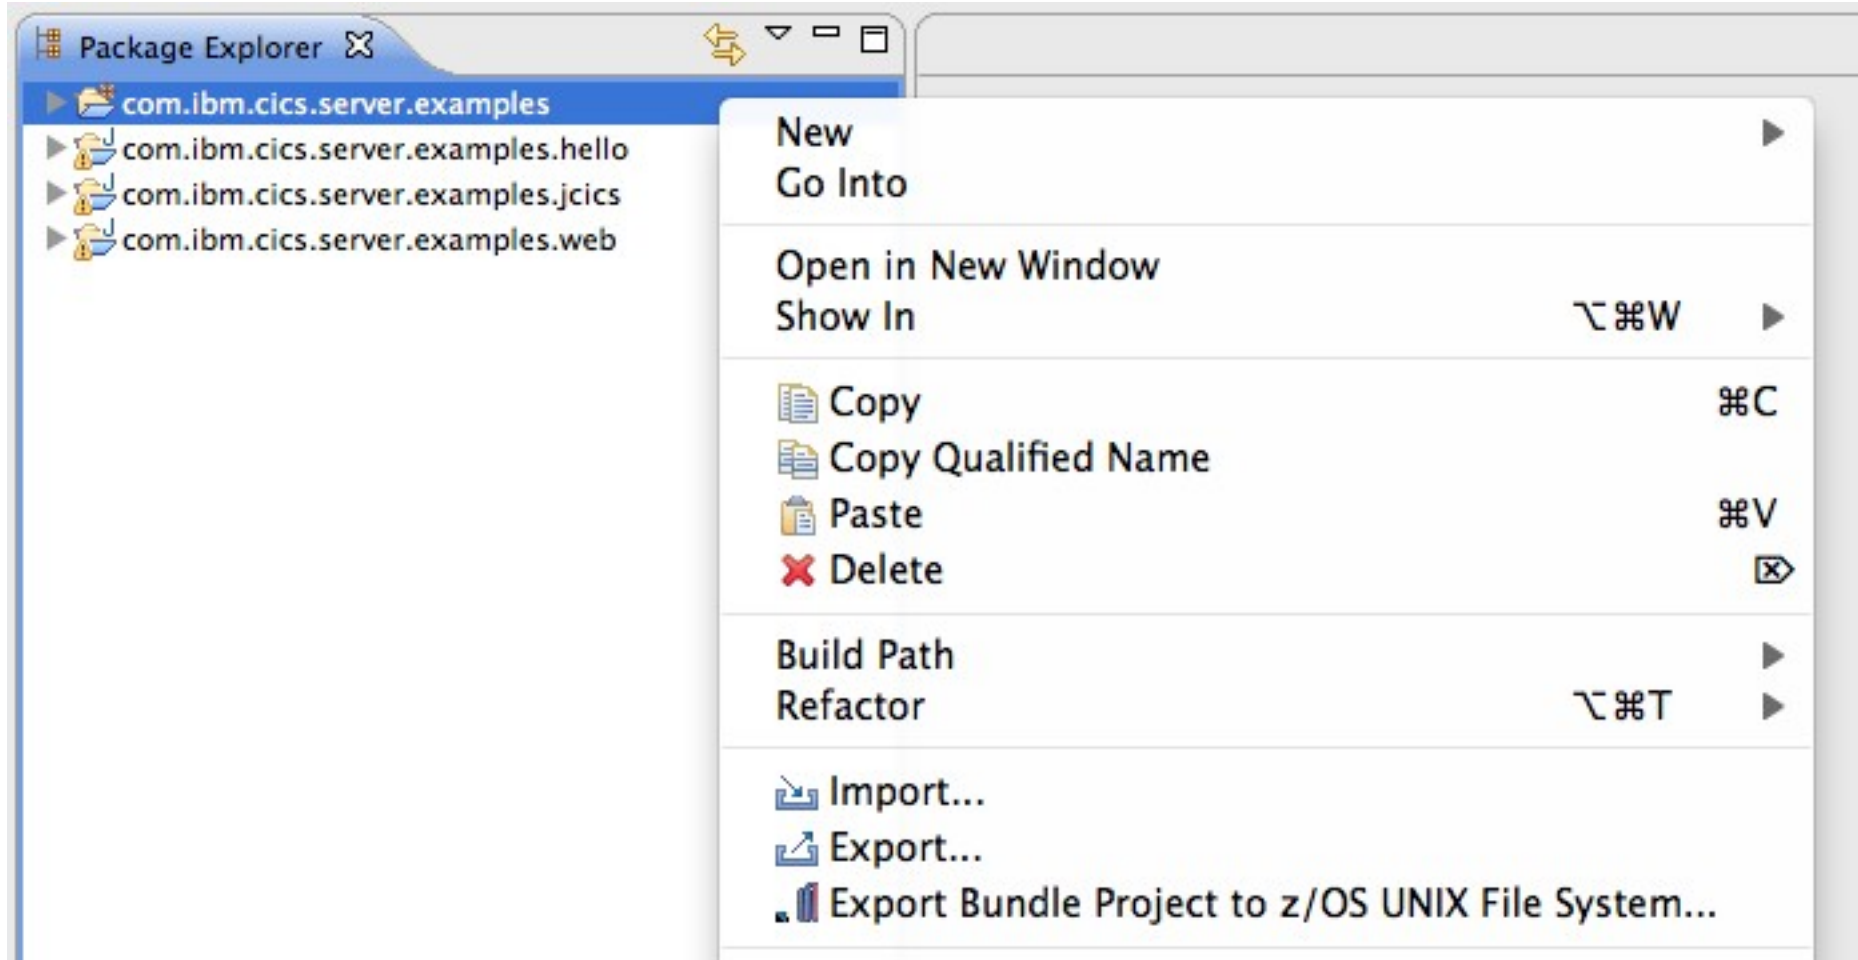 Package Explorer
com.ibm.cics.server.examples
com.ibm.cics.server.examples.hello
com.ibm.cics.server.examples.jcics
com.ibm.cics.server.examples.web
New
Go Into
Open in New Window
Show In ⌥⌘W
Copy ⌘C
Copy Qualified Name
Paste ⌘V
Delete ⌦
Build Path
Refactor ⌥⌘T
Import...
Export...
Export Bundle Project to z/OS UNIX File System...